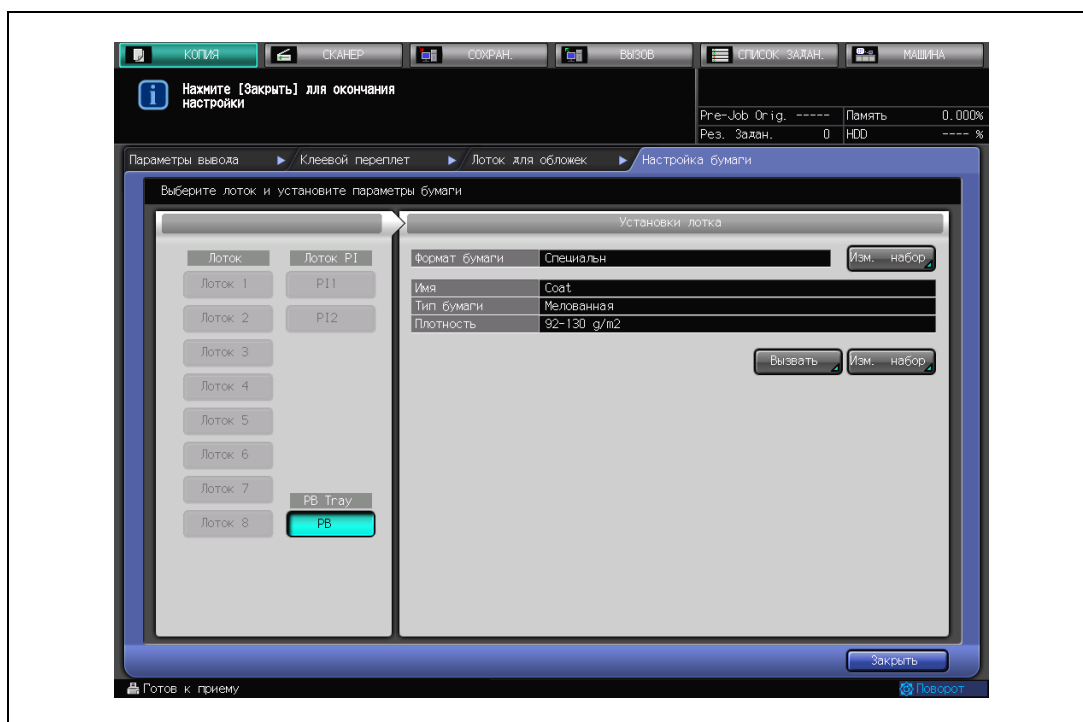 КОПИЯ СКАНЕР СОХРАН. ВЫЗОВ СПИСОК ЗАДАН. МАШИНА
Нажмите [Закрыть] для окончания
настройки
Pre-Job Orig. ----- Память 0.000%
Рез. Задан. 0 HDD ---- %
Параметры вывода Клеевой переплет Лоток для обложек Настройка бумаги
Выберите лоток и установите параметры бумаги
Установки лотка
Лоток Лоток PI Формат бумаги Специальн Изм. набор
Лоток 1 PI1 Имя Coat
Тип бумаги Мелованная
Лоток 2 PI2 Плотность 92-130 g/m2
Лоток 3 Вызвать Изм. набор
Лоток 4
Лоток 5
Лоток 6
Лоток 7 PB Tray
Лоток 8 PB
Закрыть
Готов к приему Поворот